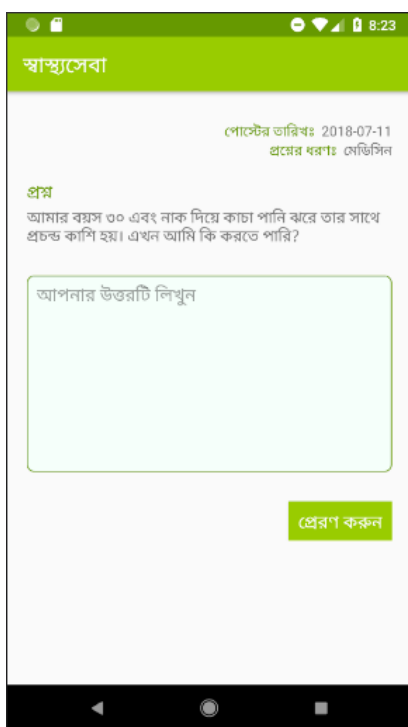 8:23
স্বাস্থ্যসেবা
পোস্টের তারিখঃ 2018-07-11
প্রশ্নের ধরণঃ মেডিসিন
প্রশ্ন
আমার বয়স ৩০ এবং নাক দিয়ে কাচা পানি ঝরে তার সাথে
প্রচন্ড কাশি হয়। এখন আমি কি করতে পারি?
আপনার উত্তরটি লিখুন
প্রেরণ করুন